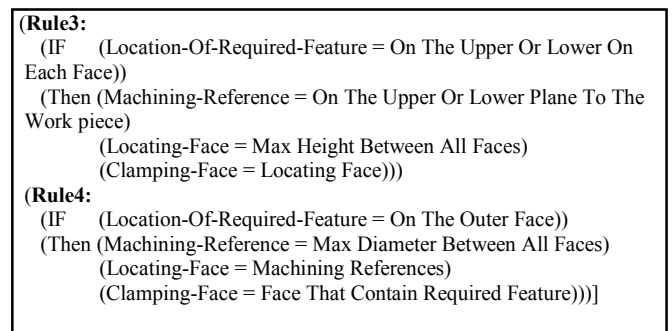 (Rule3:
(IF (Location-Of-Required-Feature = On The Upper Or Lower On
Each Face))
(Then (Machining-Reference = On The Upper Or Lower Plane To The
Work piece)
(Locating-Face = Max Height Between All Faces)
(Clamping-Face = Locating Face)))
(Rule4:
(IF (Location-Of-Required-Feature = On The Outer Face))
(Then (Machining-Reference = Max Diameter Between All Faces)
(Locating-Face = Machining References)
(Clamping-Face = Face That Contain Required Feature)))]